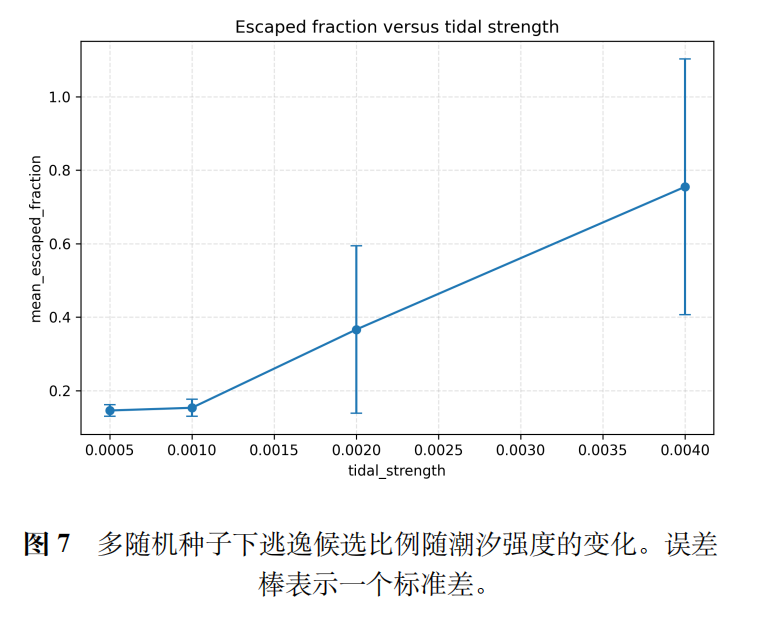 Escaped fraction versus tidal strength
mean_escaped_fraction
1.0
0.8
0.6
0.4
0.2
0.0005 0.0010 0.0015 0.0020 0.0025 0.0030 0.0035 0.0040
tidal_strength
图 7 多随机种子下逃逸候选比例随潮汐强度的变化。误差
棒表示一个标准差。